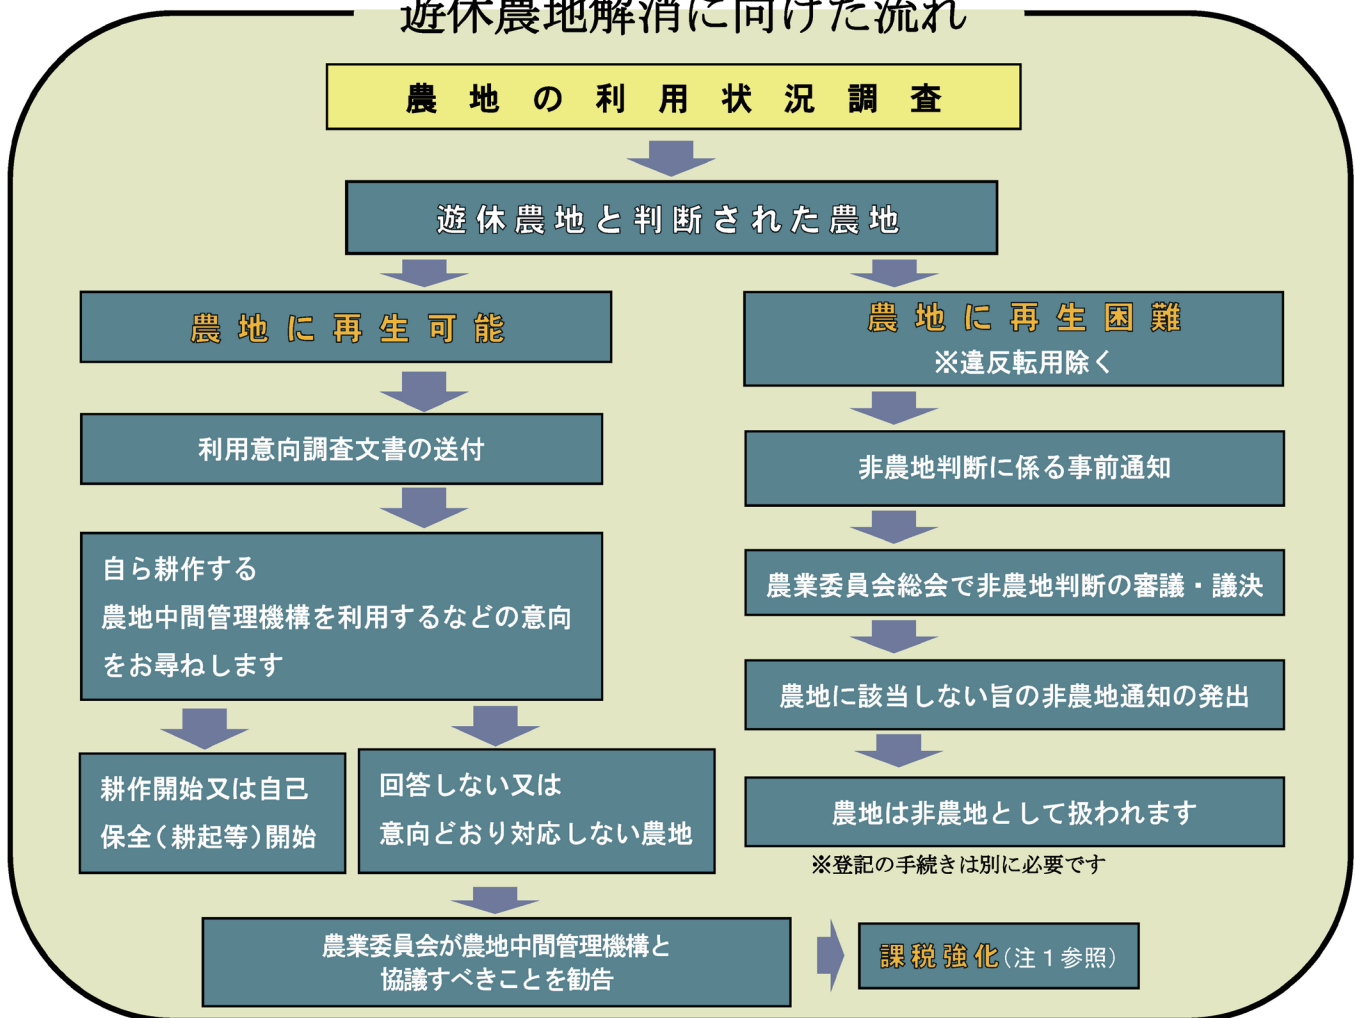 遊休農地解消に向けた流れ
農地の利用状況調査
遊休農地と判断された農地
農地に再生可能
利用意向調査文書の送付
自ら耕作する
農地中間管理機構を利用するなどの意向
をお尋ねします
耕作開始又は自己
保全(耕起等)開始
回答しない又は
意向どおり対応しない農地
農業委員会が農地中間管理機構と
協議すべきことを勧告
課税強化(注1参照)
農地に再生困難
※違反転用除く
非農地判断に係る事前通知
農業委員会総会で非農地判断の審議・議決
農地に該当しない旨の非農地通知の発出
農地は非農地として扱われます
※登記の手続きは別に必要です